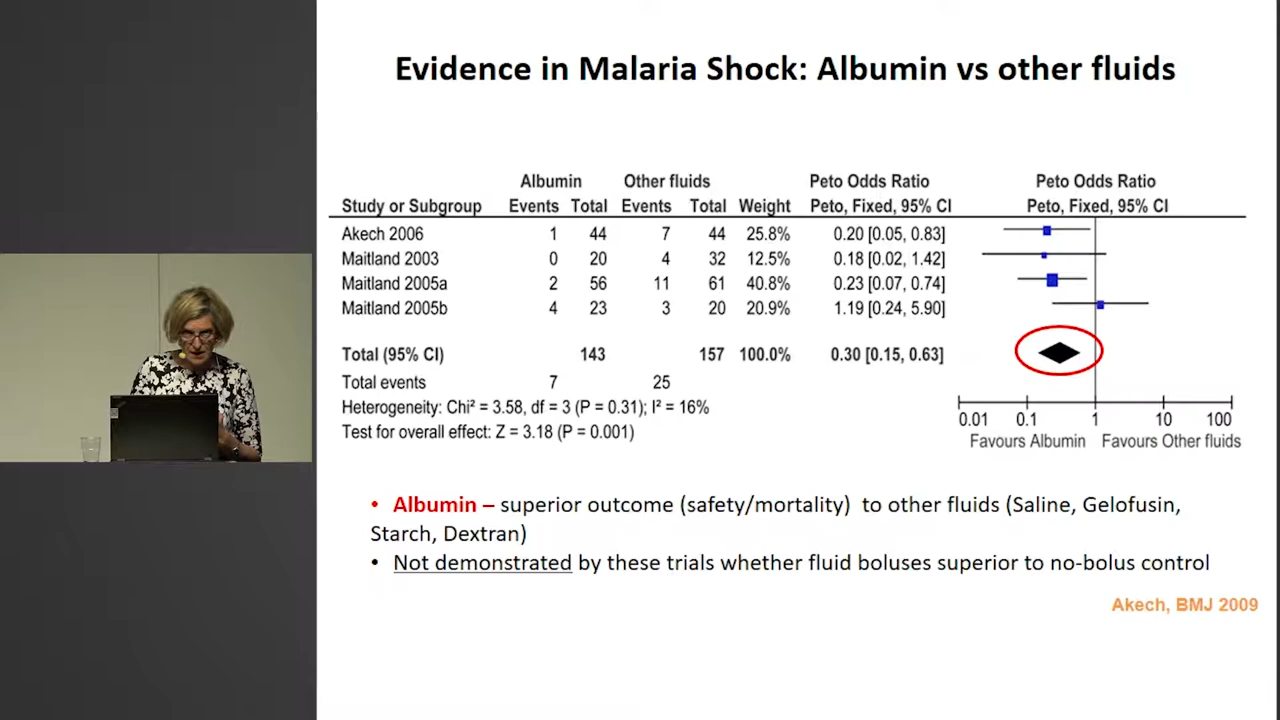 Evidence in Malaria Shock: Albumin vs other fluids
Albumin Other fluids Peto Odds Ratio Peto Odds Ratio
Study or Subgroup Events Total Events Total Weight Peto, Fixed, 95% CI Peto, Fixed, 95% CI
Akech 2006 1 44 7 44 25.8% 0.20 [0.05, 0.83]
Maitland 2003 0 20 4 32 12.5% 0.18 [0.02, 1.42]
Maitland 2005a 2 56 11 61 40.8% 0.23 [0.07, 0.74]
Maitland 2005b 4 23 3 20 20.9% 1.19 [0.24, 5.90]
Total (95% CI) 143 157 100.0% 0.30 [0.15, 0.63]
Total events 7 25
Heterogeneity: Chi² = 3.58, df = 3 (P = 0.31); I² = 16%
Test for overall effect: Z = 3.18 (P = 0.001)
0.01 0.1 1 10 100
Favours Albumin Favours Other fluids
• Albumin – superior outcome (safety/mortality) to other fluids (Saline, Gelofusin,
Starch, Dextran)
• Not demonstrated by these trials whether fluid boluses superior to no-bolus control
Akech, BMJ 2009